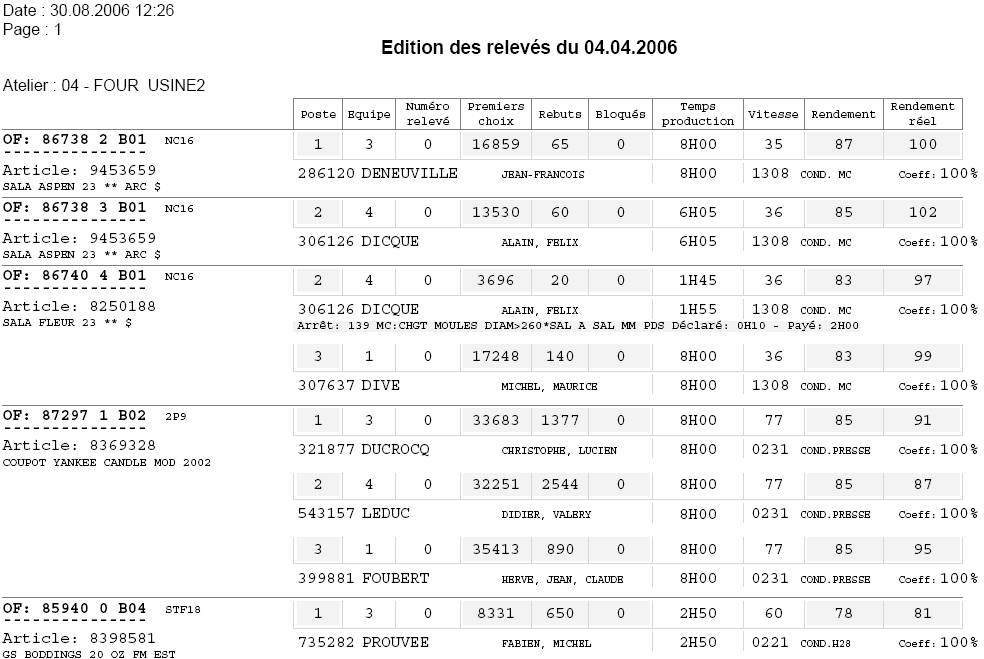 Date : 30.08.2006 12:26
Page : 1
Edition des relevés du 04.04.2006
Atelier : 04 - FOUR USINE2
Poste Equipe Numéro relevé Premiers choix Rebuts Bloqués Temps production Vitesse Rendement Rendement réel
OF: 86738 2 B01 NC16 1 3 0 16859 65 0 8H00 35 87 100
Article: 9453659 286120 DENEUVILLE JEAN-FRANCOIS 8H00 1308 COND. MC Coeff: 100%
SALA ASPEN 23 ** ARC $
OF: 86738 3 B01 NC16 2 4 0 13530 60 0 6H05 36 85 102
Article: 9453659 306126 DICQUE ALAIN, FELIX 6H05 1308 COND. MC Coeff: 100%
SALA ASPEN 23 ** ARC $
OF: 86740 4 B01 NC16 2 4 0 3696 20 0 1H45 36 83 97
Article: 8250188 306126 DICQUE ALAIN, FELIX 1H55 1308 COND. MC Coeff: 100%
SALA FLEUR 23 ** $ Arrêt: 139 MC:CHGT MOULES DIAM>260*SAL A SAL MM PDS Déclaré: 0H10 - Payé: 2H00
3 1 0 17248 140 0 8H00 36 83 99
307637 DIVE MICHEL, MAURICE 8H00 1308 COND. MC Coeff: 100%
OF: 87297 1 B02 2P9 1 3 0 33683 1377 0 8H00 77 85 91
Article: 8369328 321877 DUCROCQ CHRISTOPHE, LUCIEN 8H00 0231 COND.PRESSE Coeff: 100%
COUPOT YANKEE CANDLE MOD 2002
2 4 0 32251 2544 0 8H00 77 85 87
543157 LEDUC DIDIER, VALERY 8H00 0231 COND.PRESSE Coeff: 100%
3 1 0 35413 890 0 8H00 77 85 95
399881 FOUBERT HERVE, JEAN, CLAUDE 8H00 0231 COND.PRESSE Coeff: 100%
OF: 85940 0 B04 STF18 1 3 0 8331 650 0 2H50 60 78 81
Article: 8398581 735282 PROUVEE FABIEN, MICHEL 2H50 0221 COND.H28 Coeff: 100%
GS BODDINGS 20 OZ FM EST